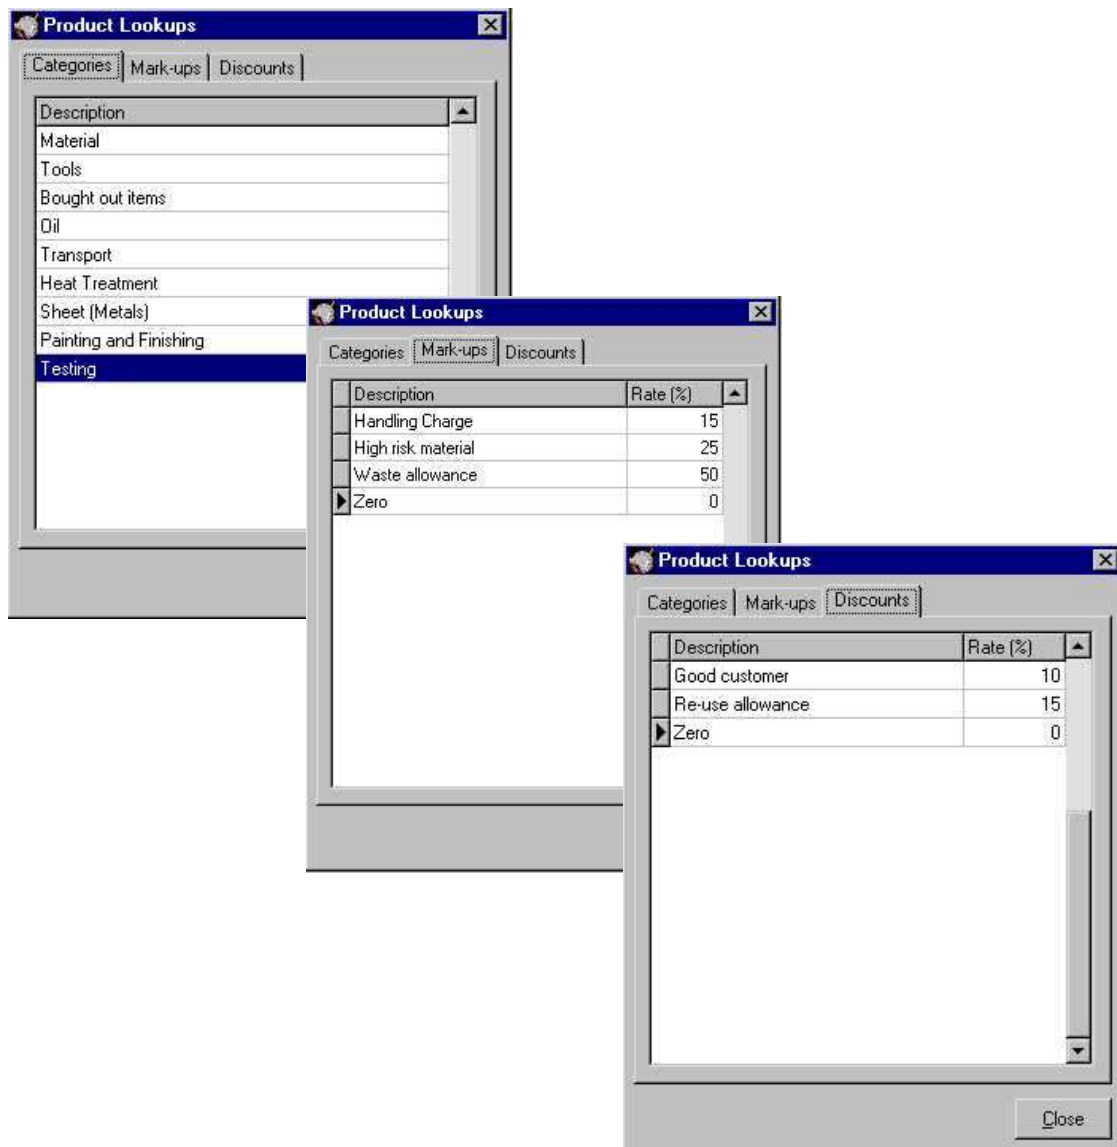 Product Lookups
Categories Mark-ups Discounts
Description
Material
Tools
Bought out items
Oil
Transport
Heat Treatment
Sheet (Metals)
Painting and Finishing
Testing
Product Lookups
Categories Mark-ups Discounts
Description Rate (%)
Handling Charge 15
High risk material 25
Waste allowance 50
Zero 0
Product Lookups
Categories Mark-ups Discounts
Description Rate (%)
Good customer 10
Re-use allowance 15
Zero 0
Close